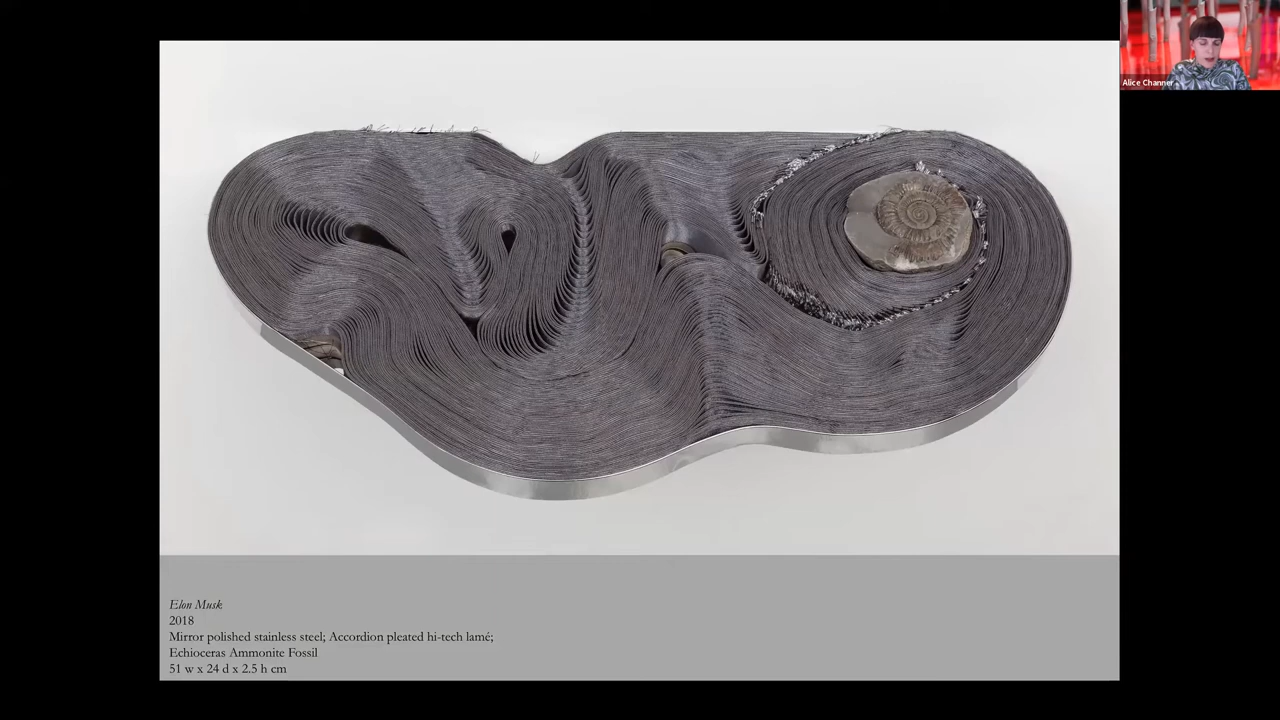 Alice Channer
Elon Musk
2018
Mirror polished stainless steel; Accordion pleated hi-tech lamé;
Echioceras Ammonite Fossil
51 w x 24 d x 2.5 h cm